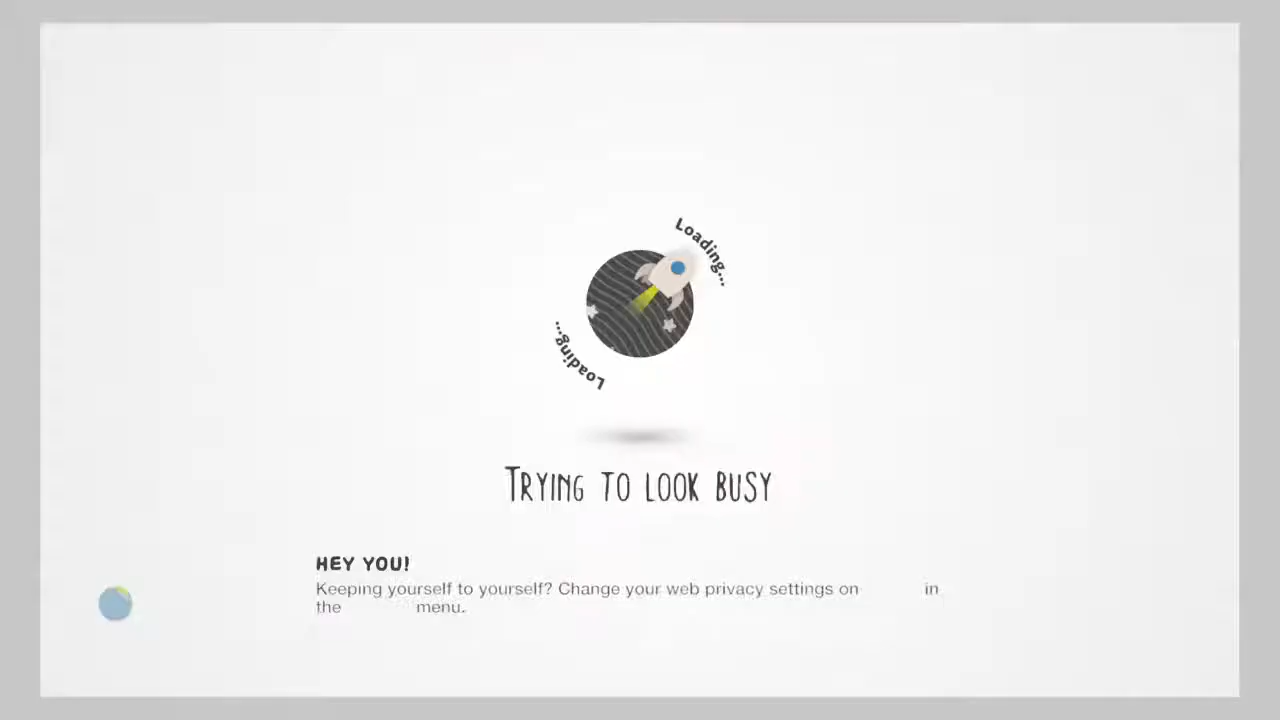 Loading...
Loading...
TRYING TO LOOK BUSY
HEY YOU!
Keeping yourself to yourself? Change your web privacy settings on in
the menu.